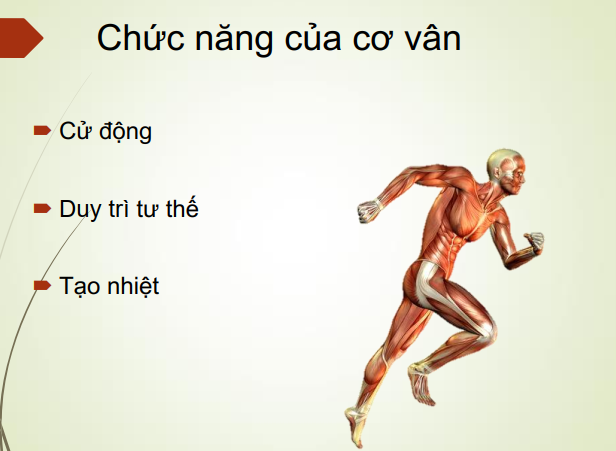 Chức năng của cơ vân
Cử động
Duy trì tư thế
Tạo nhiệt